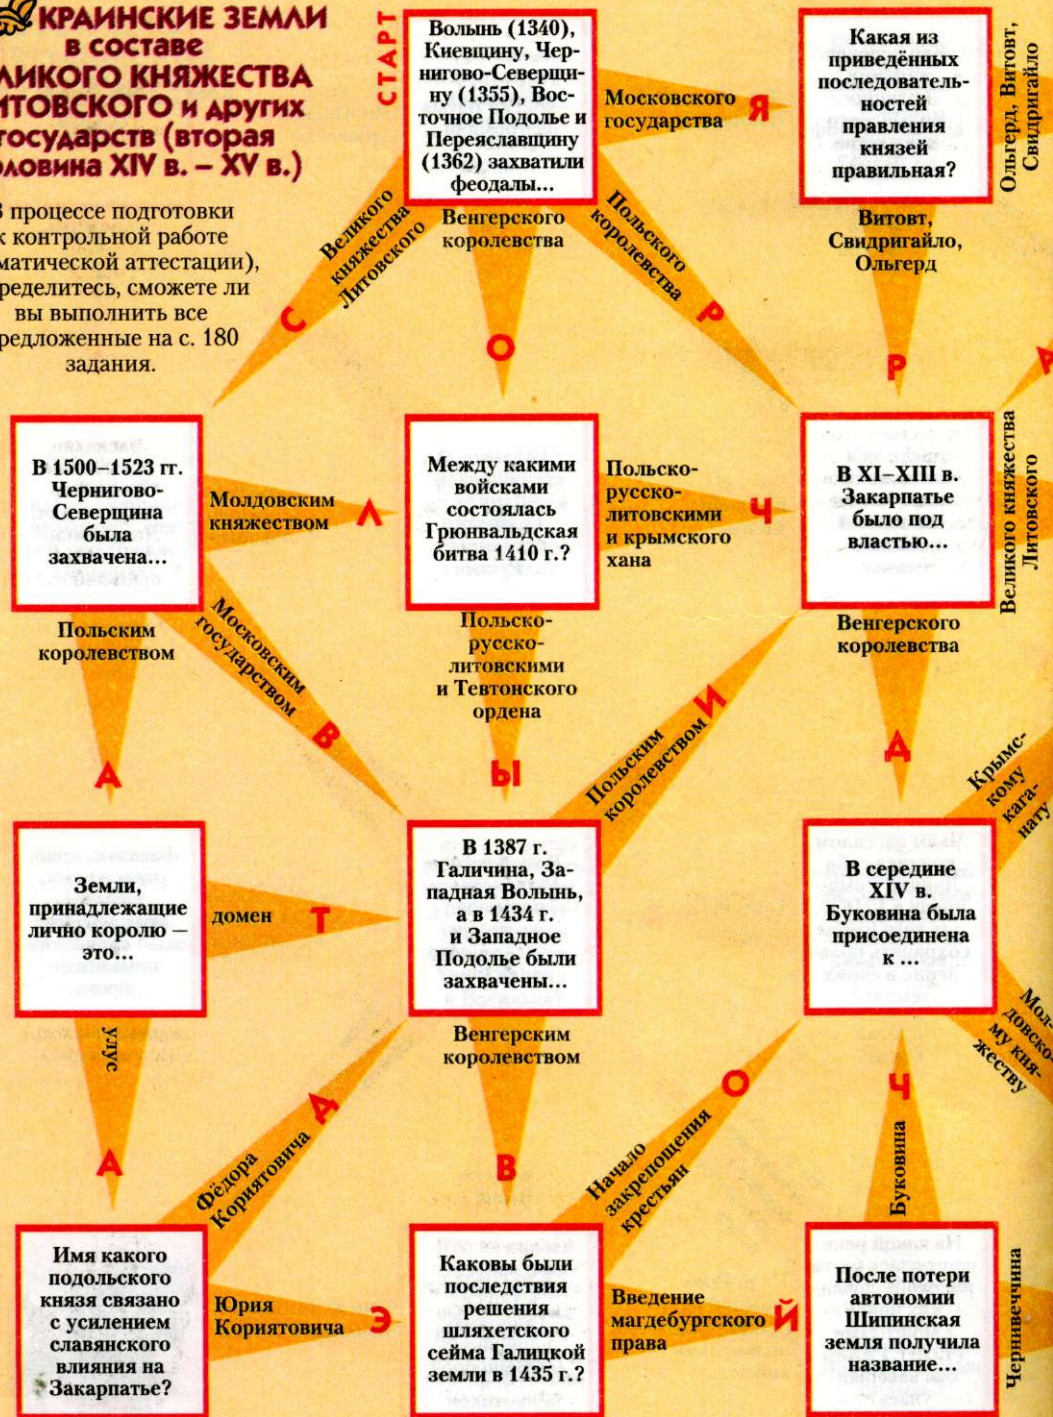 КРАИНСКИЕ ЗЕМЛИ
в составе
ЛИКОГО КНЯЖЕСТВА
ИТОВСКОГО и других
государств (вторая
ловина XIV в. – XV в.)
В процессе подготовки
к контрольной работе
матической аттестации),
ределитесь, сможете ли
вы выполнить все
редложенные на с. 180
задания.
СТАРТ
Волынь (1340),
Киевщину, Чер-
нигово-Северщи-
ну (1355), Вос-
точное Подолье и
Переяславщину
(1362) захватили
феодалы...
Московского
государства
Я
Великого
княжества
Литовского
С
Венгерского
королевства
О
Польского
королевства
Р
Какая из
приведённых
последователь-
ностей
правления
князей
правильная?
Ольгерд, Витовт,
Свидригайло
А
Витовт,
Свидригайло,
Ольгерд
Р
В 1500–1523 гг.
Чернигово-
Северщина
была
захвачена...
Молдовским
княжеством
Л
Польским
королевством
А
Московским
государством
В
Между какими
войсками
состоялась
Грюнвальдская
битва 1410 г.?
Польско-
русско-
литовскими
и крымского
хана
Ч
Польско-
русско-
литовскими
и Тевтонского
ордена
Ы
В XI–XIII в.
Закарпатье
было под
властью...
Великого княжества
Литовского
Венгерского
королевства
Д
Земли,
принадлежащие
лично королю —
это...
домен
Т
улус
А
В 1387 г.
Галичина, За-
падная Волынь,
а в 1434 г.
и Западное
Подолье были
захвачены...
Польским
королевством
И
Венгерским
королевством
В
В середине
XIV в.
Буковина была
присоединена
к ...
Крымс-
кому
кага-
нату
Мол-
довско-
му кня-
жеству
Имя какого
подольского
князя связано
с усилением
славянского
влияния на
Закарпатье?
Фёдора
Кориятовича
Д
Юрия
Кориятовича
Э
Каковы были
последствия
решения
шляхетского
сейма Галицкой
земли в 1435 г.?
Начало
закрепощения
крестьян
О
Введение
магдебургского
права
Й
После потери
автономии
Шипинская
земля получила
название...
Буковина
Ч
Чернивеччина